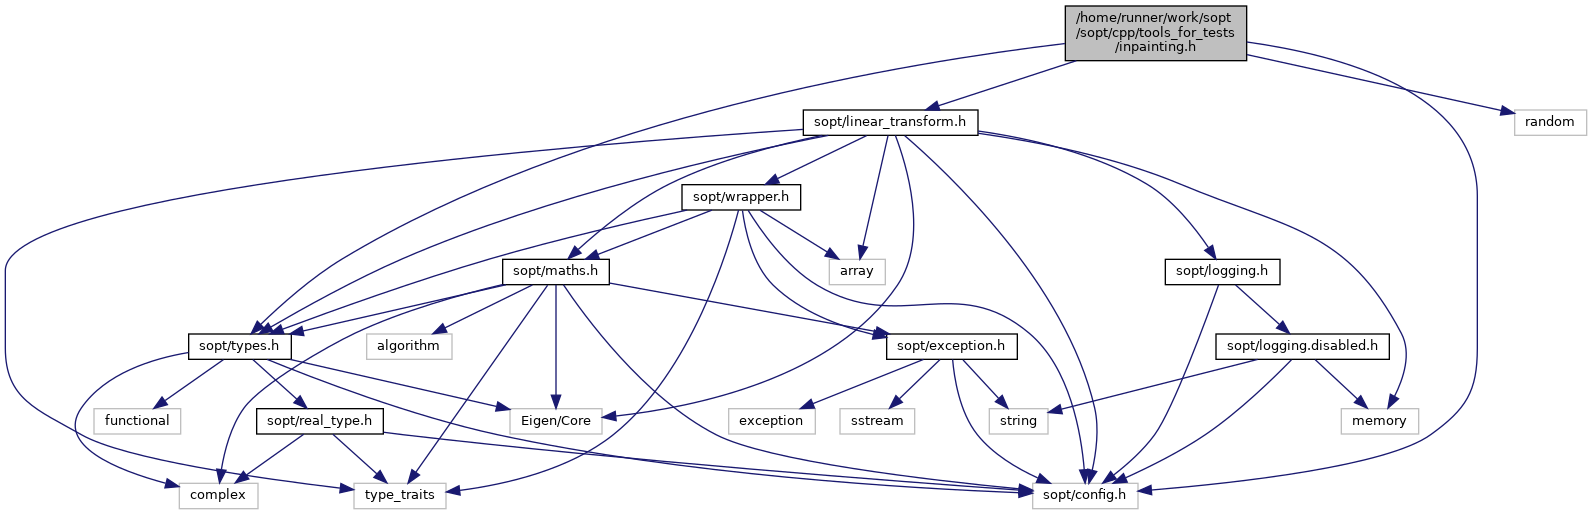 /home/runner/work/sopt
/sopt/cpp/tools_for_tests
/inpainting.h
sopt/linear_transform.h
random
sopt/wrapper.h
sopt/maths.h
array
sopt/logging.h
sopt/types.h
algorithm
sopt/exception.h
sopt/logging.disabled.h
functional
sopt/real_type.h
Eigen/Core
exception
sstream
string
memory
complex
type_traits
sopt/config.h